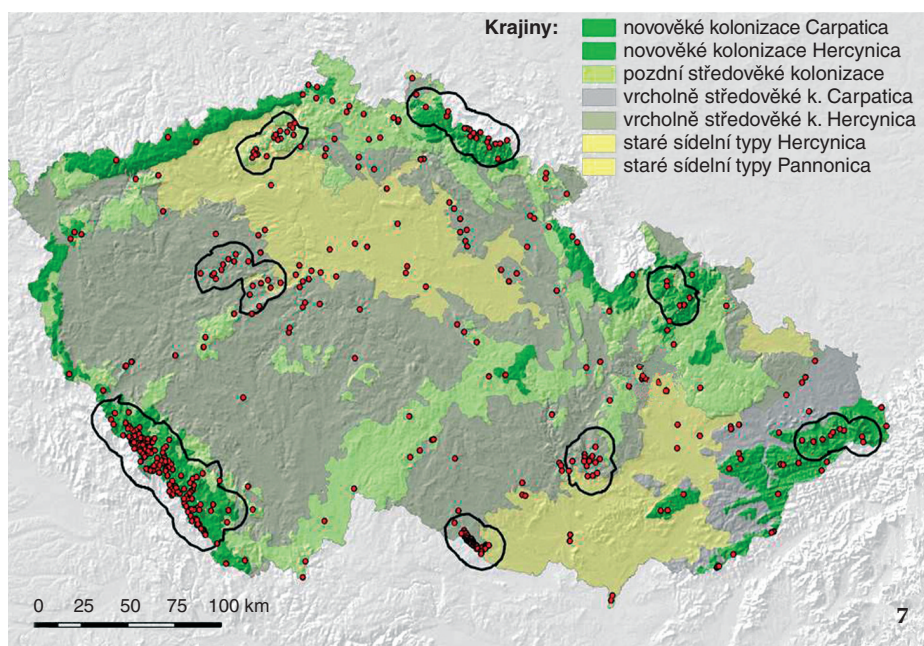 Krajiny:
novověké kolonizace Carpatica
novověké kolonizace Hercynica
pozdní středověké kolonizace
vrcholně středověké k. Carpatica
vrcholně středověké k. Hercynica
staré sídelní typy Hercynica
staré sídelní typy Pannonica
0 25 50 75 100 km
7